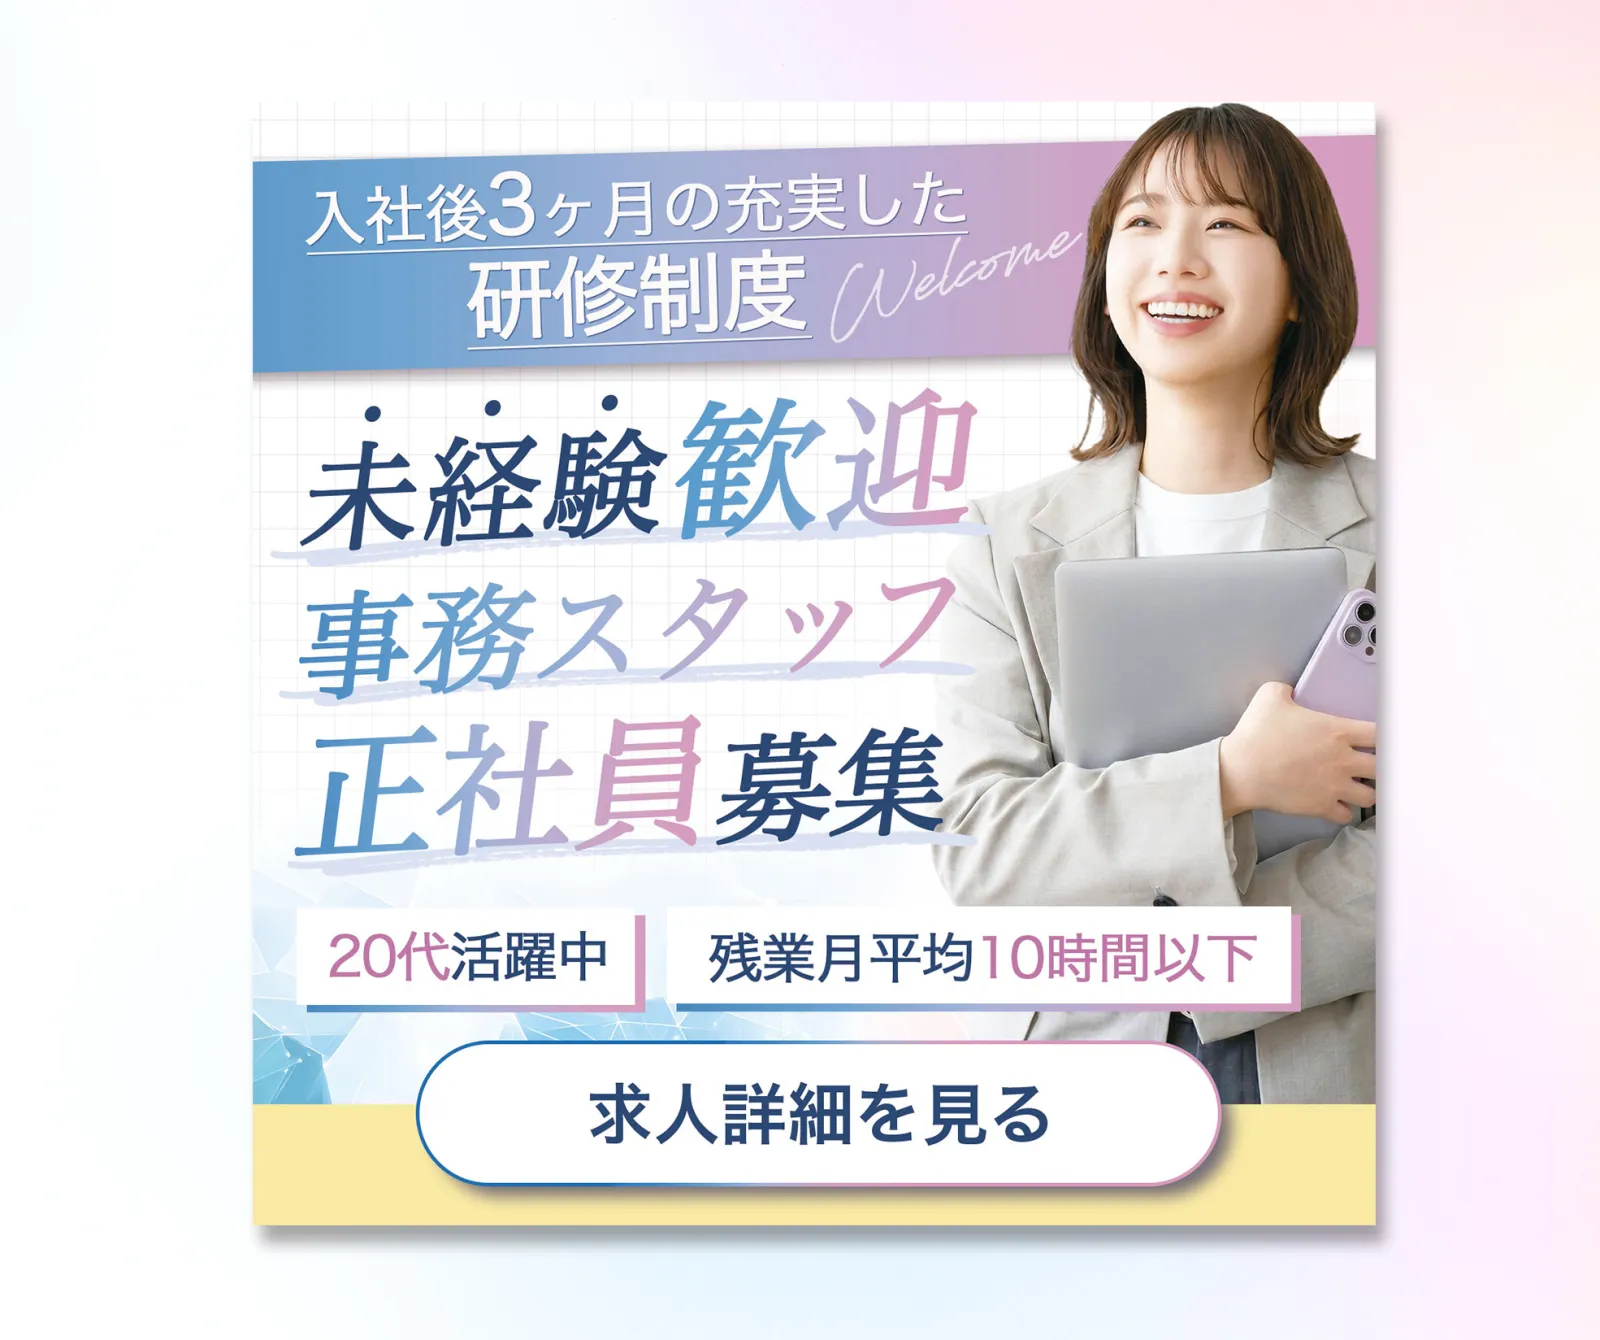 入社後3ヶ月の充実した
研修制度
Welcome
未経験歓迎
事務スタッフ
正社員募集
20代活躍中
残業月平均10時間以下
求人詳細を見る